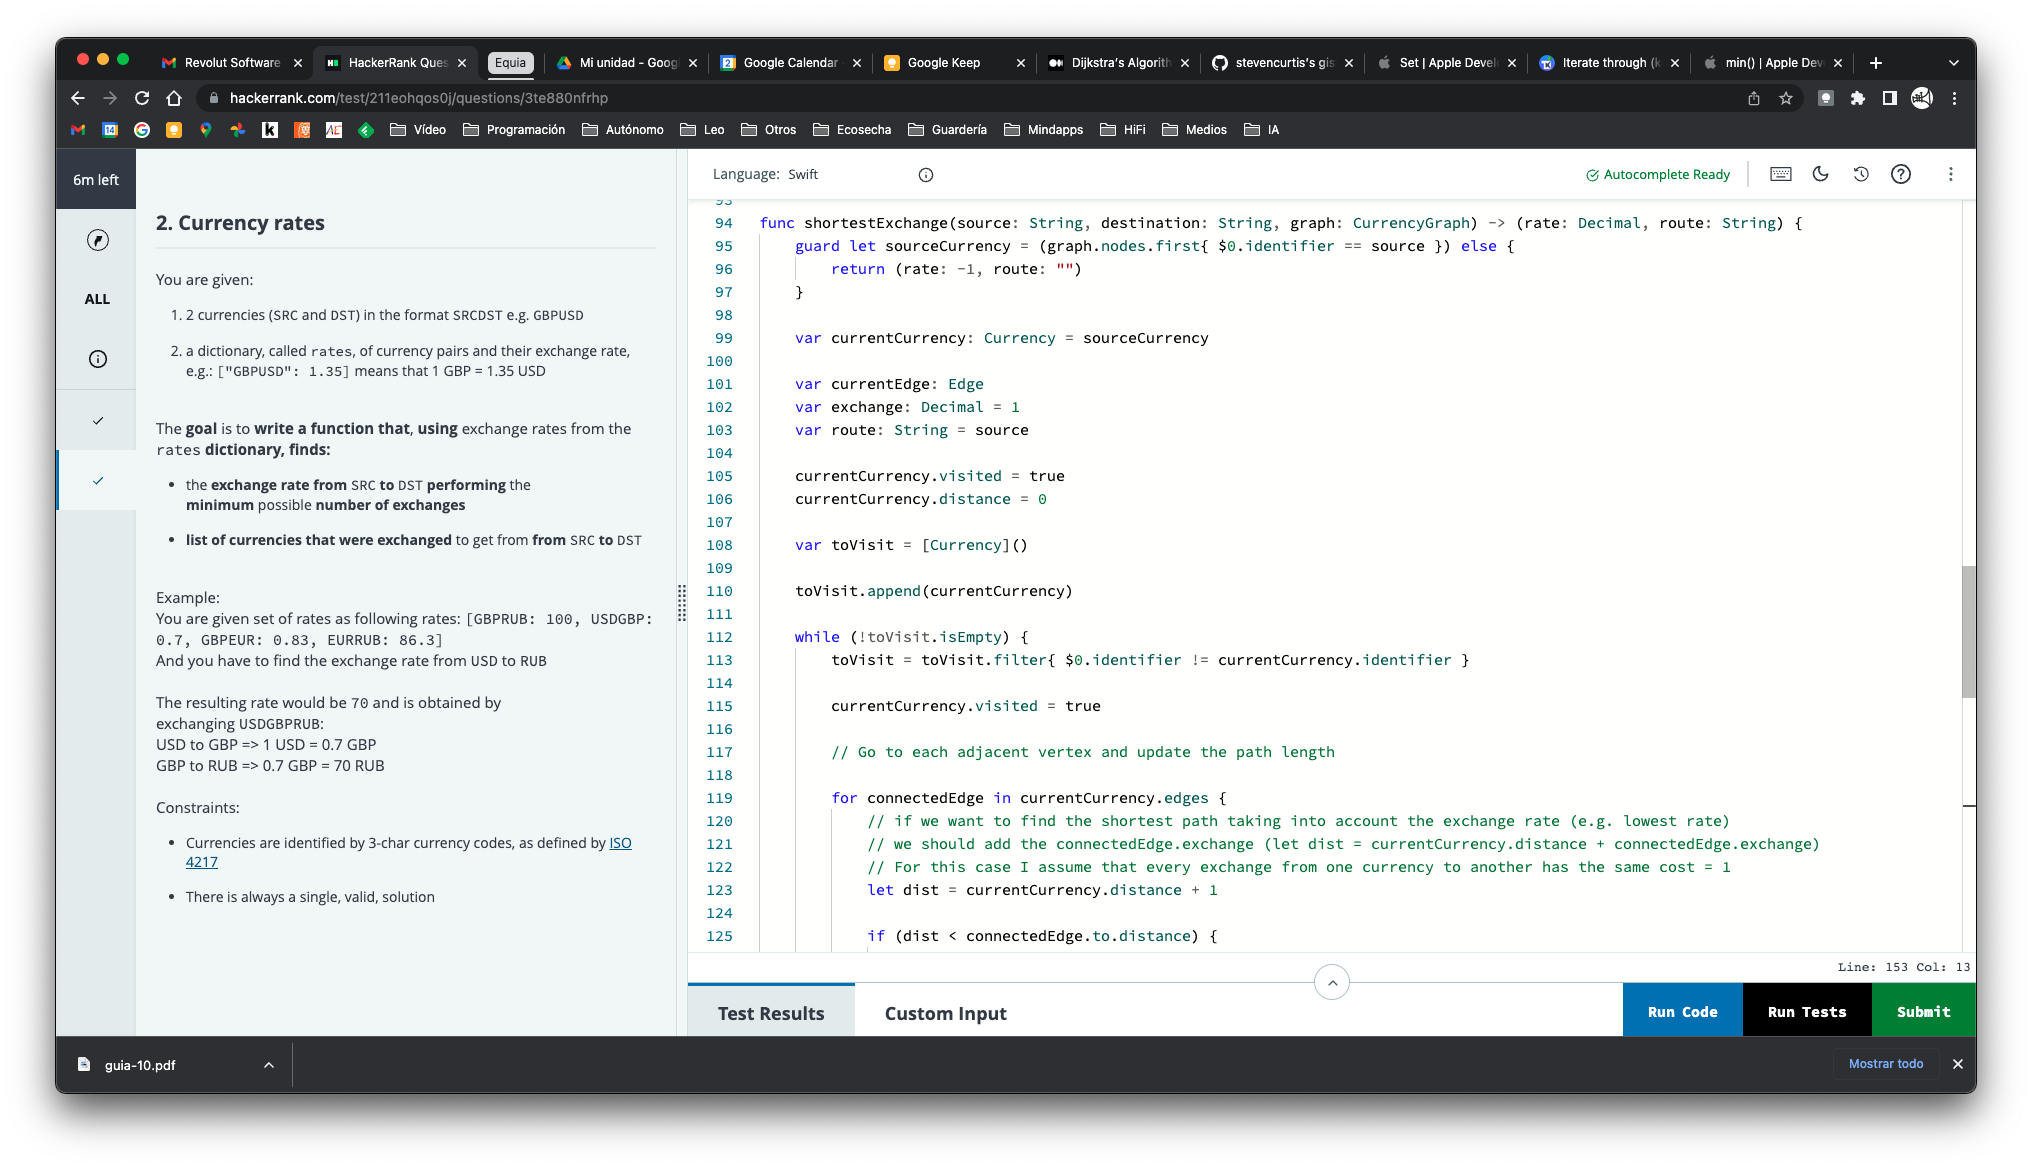 Revolut Software
HackerRank Ques
Equia
Mi unidad - Goog
Google Calendar
Google Keep
Dijkstra's Algorith
stevencurtis's gis
Set | Apple Devel
Iterate through (k
min() | Apple Dev
hackerrank.com/test/211eohqos0j/questions/3te880nfrhp
Vídeo
Programación
Autónomo
Leo
Otros
Ecosecha
Guardería
Mindapps
HiFi
Medios
IA
6m left
ALL
2. Currency rates
You are given:
1. 2 currencies (SRC and DST) in the format SRCDST e.g. GBPUSD
2. a dictionary, called rates, of currency pairs and their exchange rate,
e.g.: ["GBPUSD": 1.35] means that 1 GBP = 1.35 USD
The goal is to write a function that, using exchange rates from the
rates dictionary, finds:
• the exchange rate from SRC to DST performing the
minimum possible number of exchanges
• list of currencies that were exchanged to get from from SRC to DST
Example:
You are given set of rates as following rates: [GBPRUB: 100, USDGBP:
0.7, GBPEUR: 0.83, EURRUB: 86.3]
And you have to find the exchange rate from USD to RUB
The resulting rate would be 70 and is obtained by
exchanging USDGBPRUB:
USD to GBP => 1 USD = 0.7 GBP
GBP to RUB => 0.7 GBP = 70 RUB
Constraints:
• Currencies are identified by 3-char currency codes, as defined by ISO
4217
• There is always a single, valid, solution
Language: Swift
Autocomplete Ready
93
94 func shortestExchange(source: String, destination: String, graph: CurrencyGraph) -> (rate: Decimal, route: String) {
95 guard let sourceCurrency = (graph.nodes.first{ $0.identifier == source }) else {
96 return (rate: -1, route: "")
97 }
98
99 var currentCurrency: Currency = sourceCurrency
100
101 var currentEdge: Edge
102 var exchange: Decimal = 1
103 var route: String = source
104
105 currentCurrency.visited = true
106 currentCurrency.distance = 0
107
108 var toVisit = [Currency]()
109
110 toVisit.append(currentCurrency)
111
112 while (!toVisit.isEmpty) {
113 toVisit = toVisit.filter{ $0.identifier != currentCurrency.identifier }
114
115 currentCurrency.visited = true
116
117 // Go to each adjacent vertex and update the path length
118
119 for connectedEdge in currentCurrency.edges {
120 // if we want to find the shortest path taking into account the exchange rate (e.g. lowest rate)
121 // we should add the connectedEdge.exchange (let dist = currentCurrency.distance + connectedEdge.exchange)
122 // For this case I assume that every exchange from one currency to another has the same cost = 1
123 let dist = currentCurrency.distance + 1
124
125 if (dist < connectedEdge.to.distance) {
Line: 153 Col: 13
Test Results
Custom Input
Run Code
Run Tests
Submit
guia-10.pdf
Mostrar todo